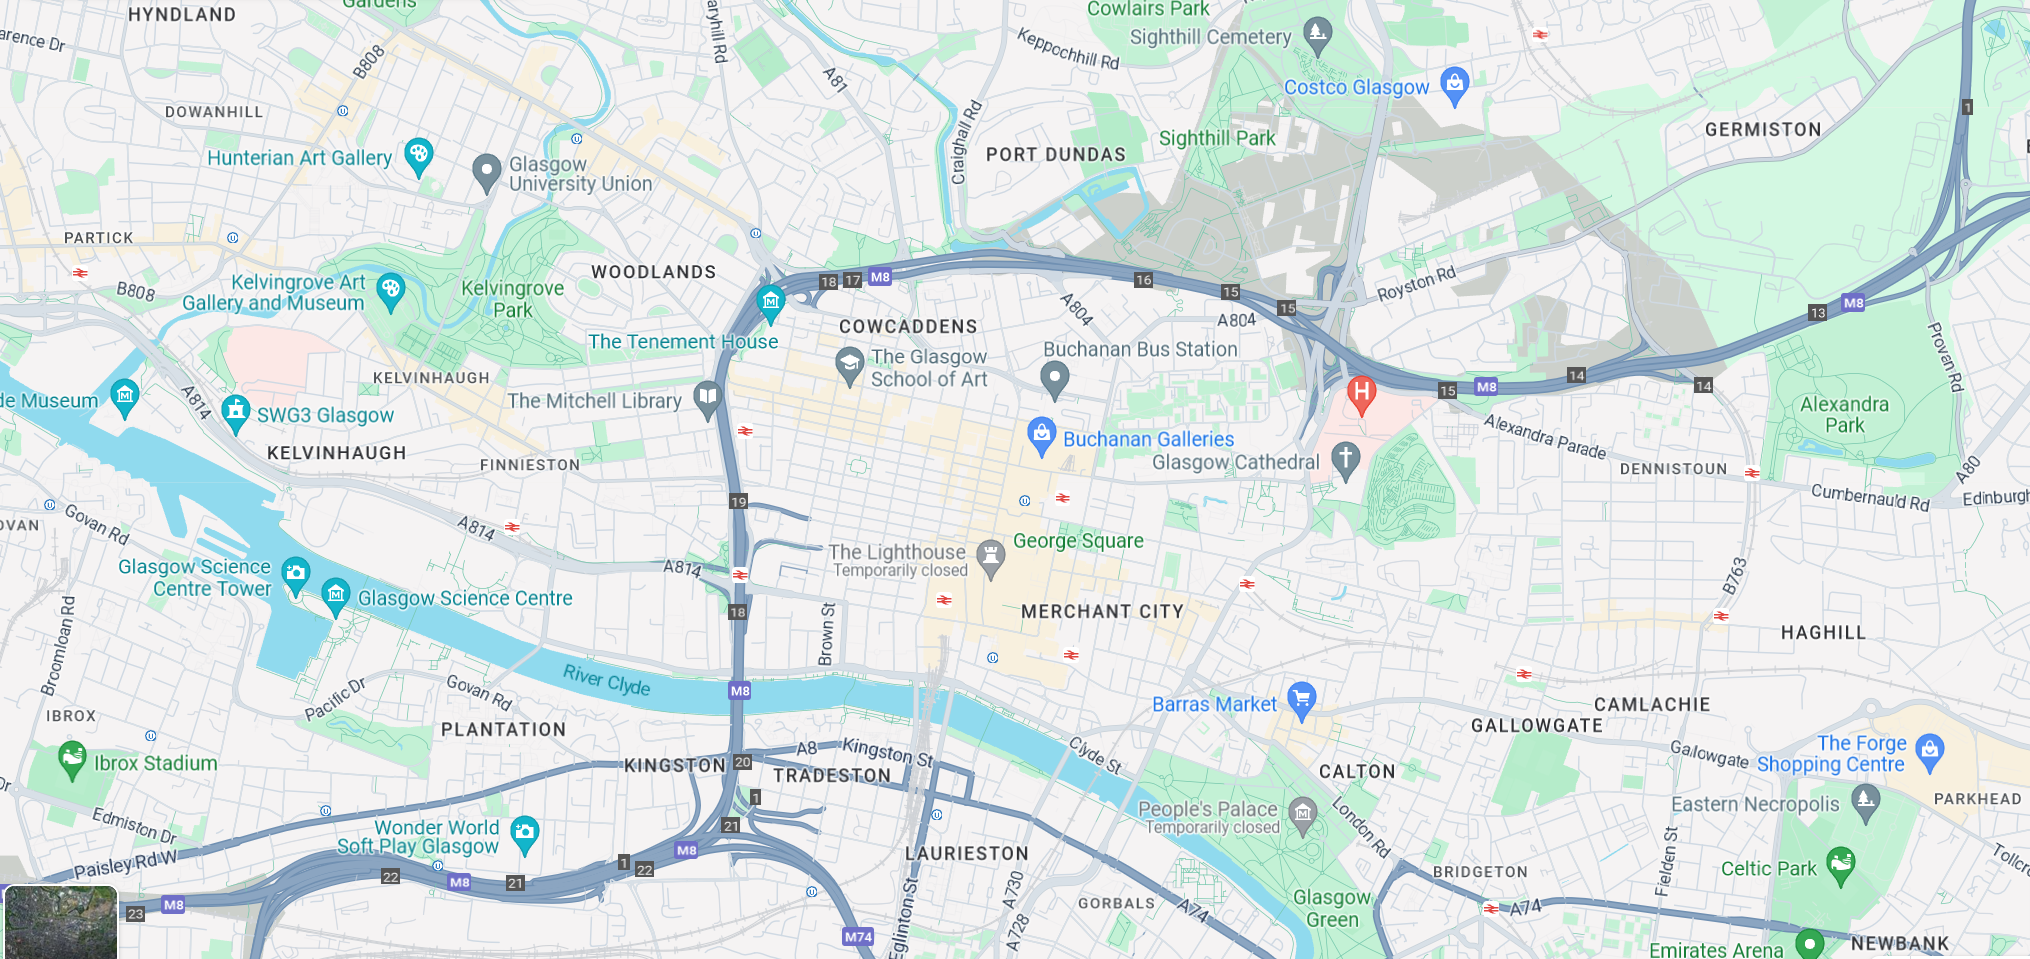 HYNDLAND
Gardens
Cowlairs Park
Sighthill Cemetery
Keppochhill Rd
B808
A81
Costco Glasgow
DOWANHILL
1
GERMISTON
Hunterian Art Gallery
Glasgow
University Union
Craighall Rd
PORT DUNDAS
Sighthill Park
PARTICK
B808
Kelvingrove Art
Gallery and Museum
Kelvingrove
Park
WOODLANDS
18
17
M8
16
15
15
Royston Rd
13
M8
The Tenement House
COWCADDENS
A804
A804
Provan Rd
The Glasgow
School of Art
Buchanan Bus Station
KELVINHAUGH
A814
SWG3 Glasgow
The Mitchell Library
H
15
M8
14
14
Alexandra
Park
Buchanan Galleries
Glasgow Cathedral
Alexandra Parade
KELVINHAUGH
FINNIESTON
DENNISTOUN
A80
Cumbernauld Rd
Govan Rd
A814
19
The Lighthouse
Temporarily closed
George Square
Glasgow Science
Centre Tower
Glasgow Science Centre
A814
18
B763
Broomloan Rd
Brown St
MERCHANT CITY
HAGHILL
River Clyde
M8
Pacific Dr
Govan Rd
Barras Market
CAMLACHIE
GALLOWGATE
IBROX
PLANTATION
Ibrox Stadium
KINGSTON
20
A8
Kingston St
TRADESTON
Clyde St
CALTON
Gallowgate
The Forge
Shopping Centre
1
21
People's Palace
Temporarily closed
London Rd
Eastern Necropolis
PARKHEAD
Edmiston Dr
Wonder World
Soft Play Glasgow
Paisley Rd W
M8
LAURIESTON
Fielden St
22
M8
21
1
22
Celtic Park
BRIDGETON
23
M8
M74
Eglinton St
A730
A728
GORBALS
A74
Glasgow
Green
A74
Emirates Arena
NEWBANK